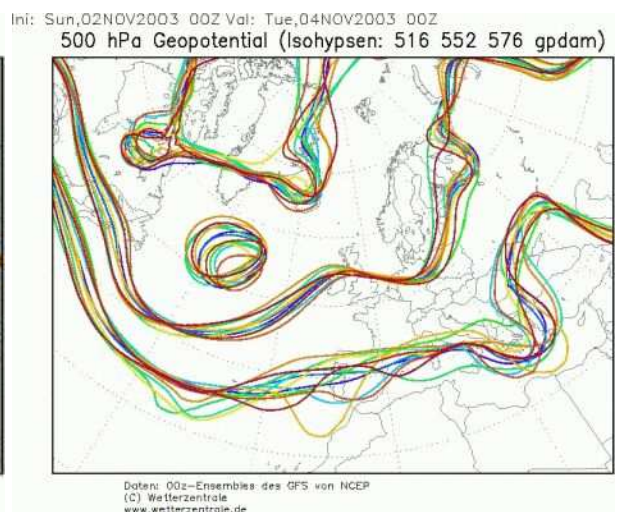 Ini: Sun,02NOV2003 00Z Val: Tue,04NOV2003 00Z
500 hPa Geopotential (Isohypsen: 516 552 576 gpdam)
Daten: 00z-Ensembles des GFS von NCEP
(C) Wetterzentrale
www.wetterzentrale.de